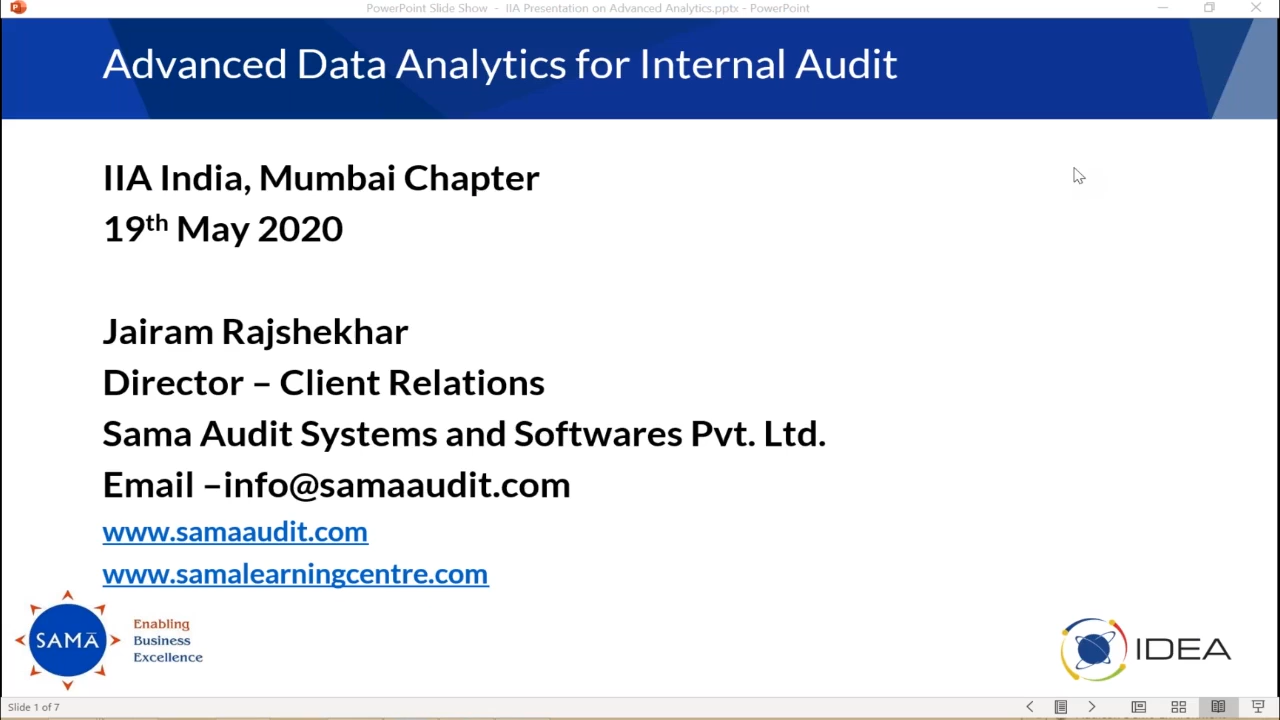 PowerPoint Slide Show - IIA Presentation on Advanced Analytics.pptx - PowerPoint
Advanced Data Analytics for Internal Audit
IIA India, Mumbai Chapter
19th May 2020
Jairam Rajshekhar
Director – Client Relations
Sama Audit Systems and Softwares Pvt. Ltd.
Email –info@samaaudit.com
www.samaaudit.com
www.samalearningcentre.com
SAMĀ
Enabling
Business
Excellence
IDEA
Slide 1 of 7